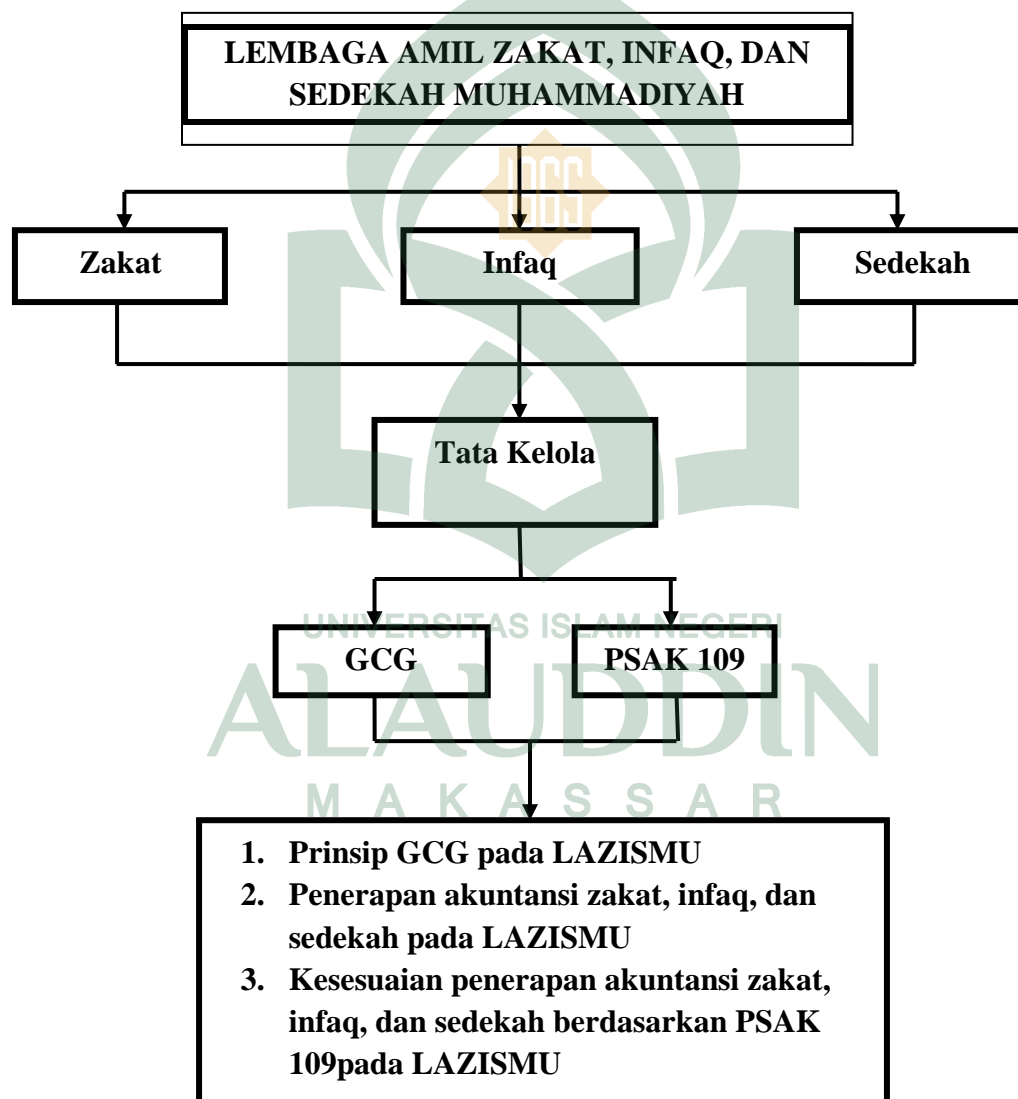 LEMBAGA AMIL ZAKAT, INFAQ, DAN
SEDEKAH MUHAMMADIYAH
Zakat
Infaq
Sedekah
Tata Kelola
UNIVERSITAS ISLAM NEGERI
GCG
PSAK 109
ALAUDDIN
MAKASSAR
1. Prinsip GCG pada LAZISMU
2. Penerapan akuntansi zakat, infaq, dan
sedekah pada LAZISMU
3. Kesesuaian penerapan akuntansi zakat,
infaq, dan sedekah berdasarkan PSAK
109pada LAZISMU